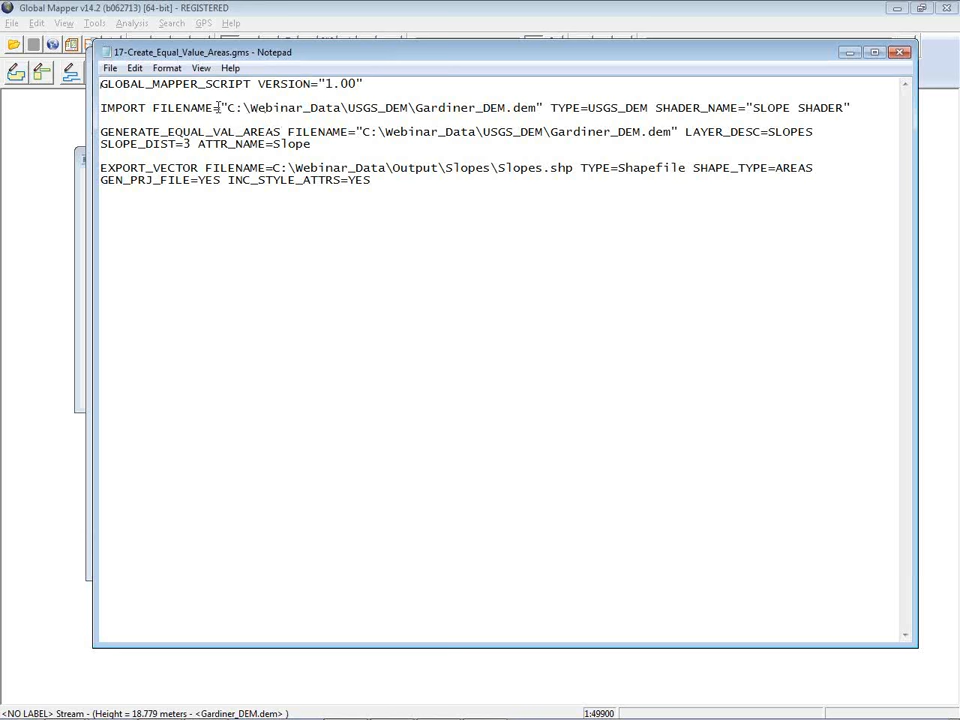 Global Mapper v14.2 (b062713) [64-bit] - REGISTERED
File Edit View Tools Analysis Search GPS Help
17-Create_Equal_Value_Areas.gms - Notepad
File Edit Format View Help
GLOBAL_MAPPER_SCRIPT VERSION="1.00"
IMPORT FILENAME="C:\Webinar_Data\USGS_DEM\Gardiner_DEM.dem" TYPE=USGS_DEM SHADER_NAME="SLOPE SHADER"
GENERATE_EQUAL_VAL_AREAS FILENAME="C:\Webinar_Data\USGS_DEM\Gardiner_DEM.dem" LAYER_DESC=SLOPES
SLOPE_DIST=3 ATTR_NAME=Slope
EXPORT_VECTOR FILENAME=C:\Webinar_Data\Output\Slopes\Slopes.shp TYPE=Shapefile SHAPE_TYPE=AREAS
GEN_PRJ_FILE=YES INC_STYLE_ATTRS=YES
<NO LABEL> Stream - (Height = 18.779 meters - <Gardiner_DEM.dem> )
1:49900